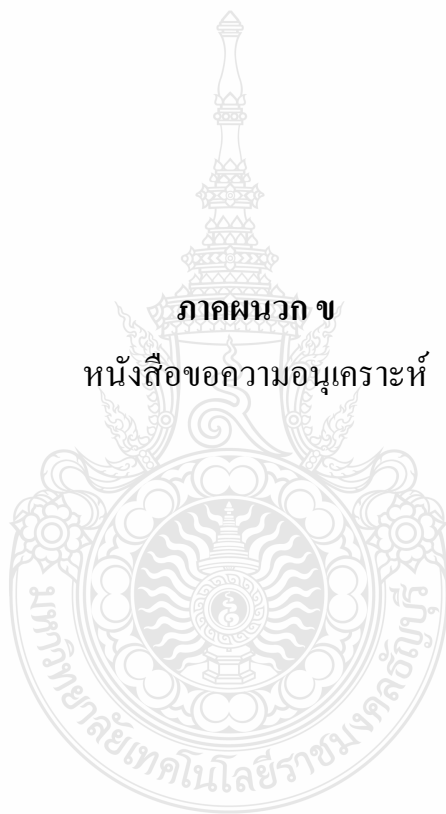 ภาคผนวก ข
หนังสือขอความอนุเคราะห์
มหาวิทยาลัยเทคโนโลยีราชมงคลธัญบุรี